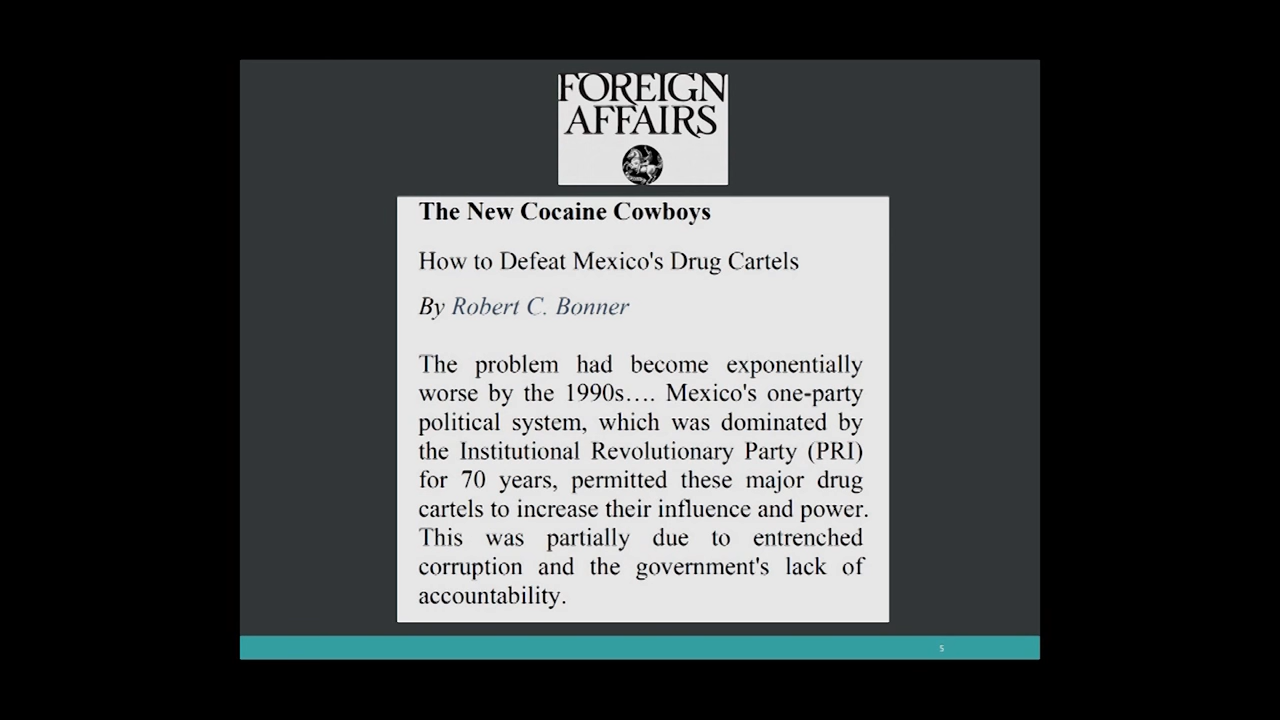 FOREIGN
AFFAIRS
The New Cocaine Cowboys
How to Defeat Mexico's Drug Cartels
By Robert C. Bonner
The problem had become exponentially
worse by the 1990s…. Mexico's one-party
political system, which was dominated by
the Institutional Revolutionary Party (PRI)
for 70 years, permitted these major drug
cartels to increase their influence and power.
This was partially due to entrenched
corruption and the government's lack of
accountability.
5